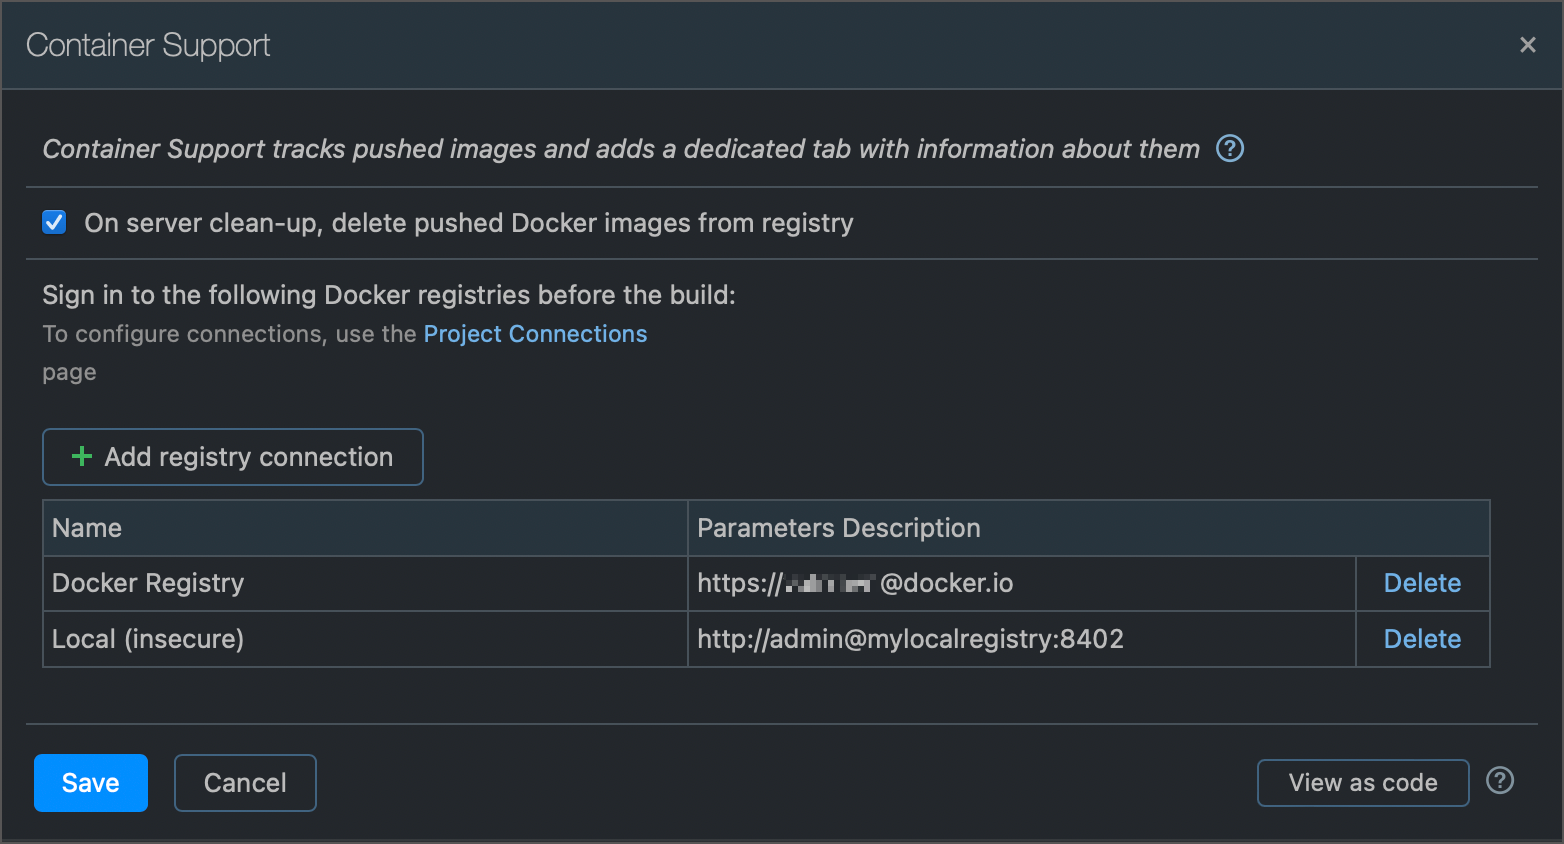 Container Support
Container Support tracks pushed images and adds a dedicated tab with information about them
On server clean-up, delete pushed Docker images from registry
Sign in to the following Docker registries before the build:
To configure connections, use the Project Connections
page
+ Add registry connection
Name Parameters Description
Docker Registry https:// @docker.io Delete
Local (insecure) http://admin@mylocalregistry:8402 Delete
Save Cancel View as code